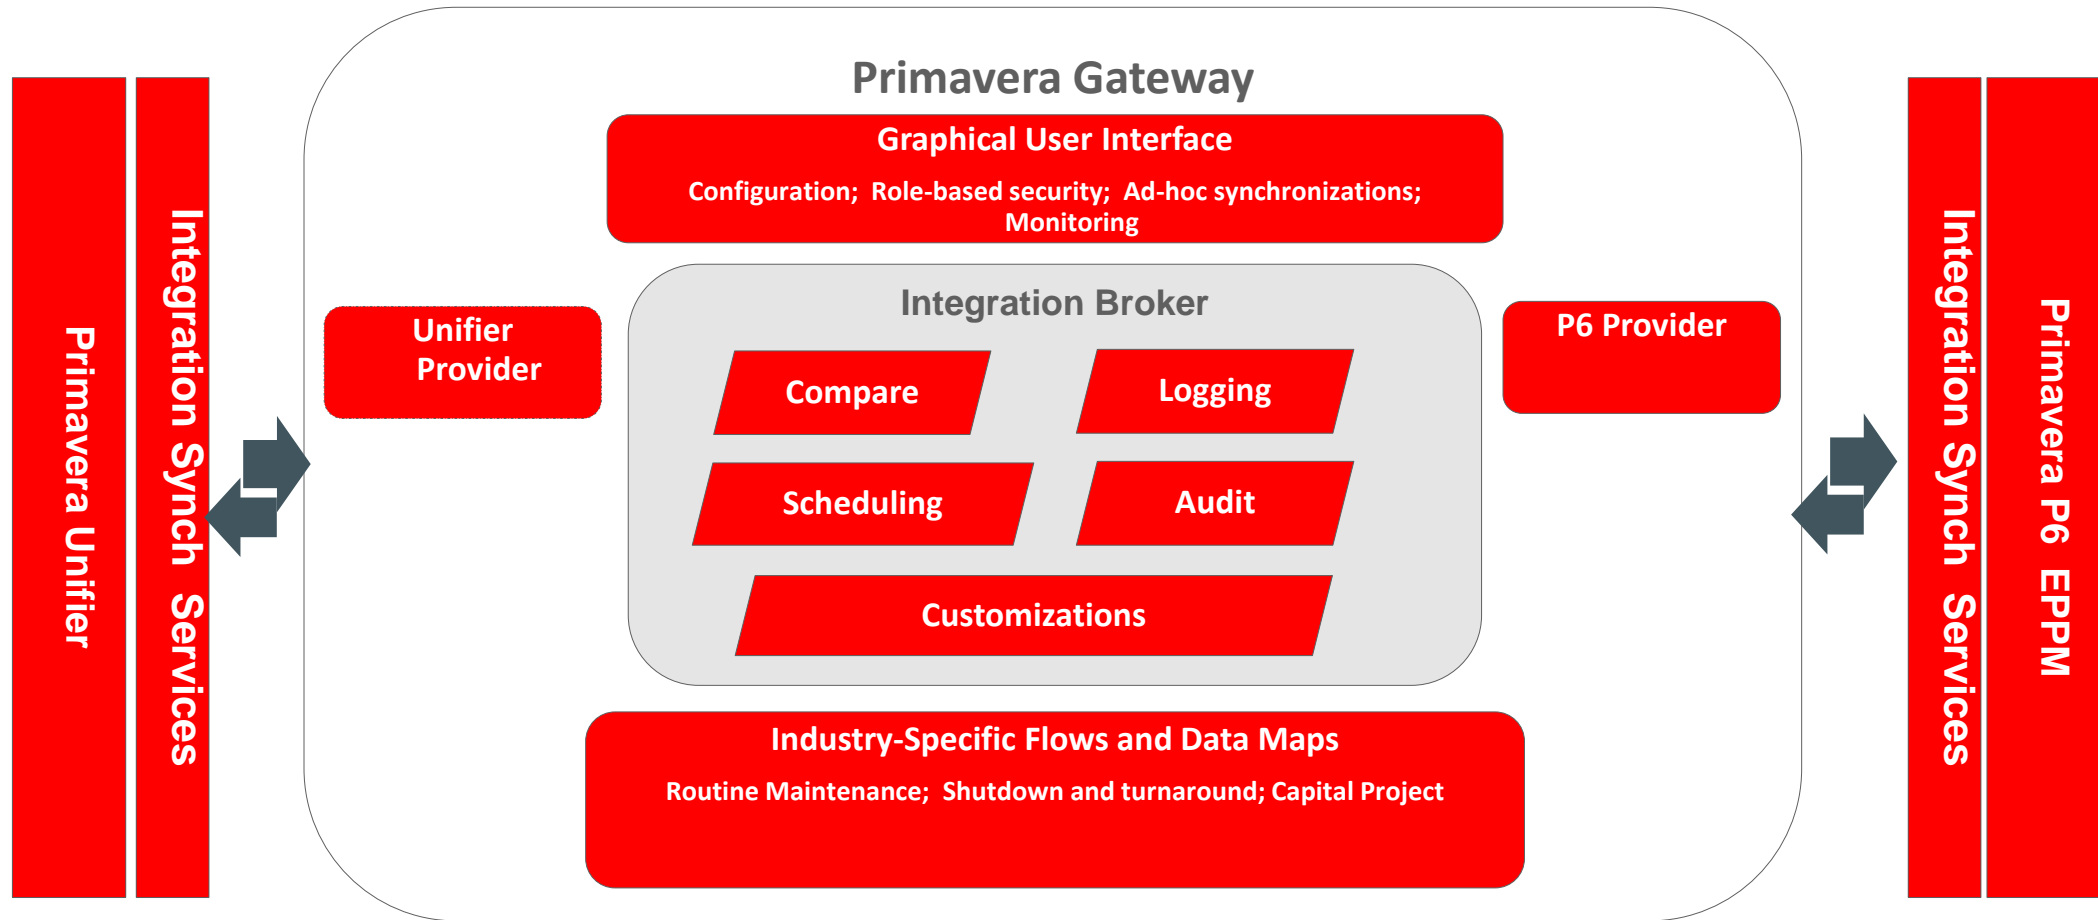 Primavera Gateway
Graphical User Interface
Configuration; Role-based security; Ad-hoc synchronizations;
Monitoring
Primavera Unifier
Integration Synch Services
Unifier
Provider
Integration Broker
Compare
Logging
Scheduling
Audit
Customizations
P6 Provider
Integration Synch Services
Primavera P6 EPPM
Industry-Specific Flows and Data Maps
Routine Maintenance; Shutdown and turnaround; Capital Project